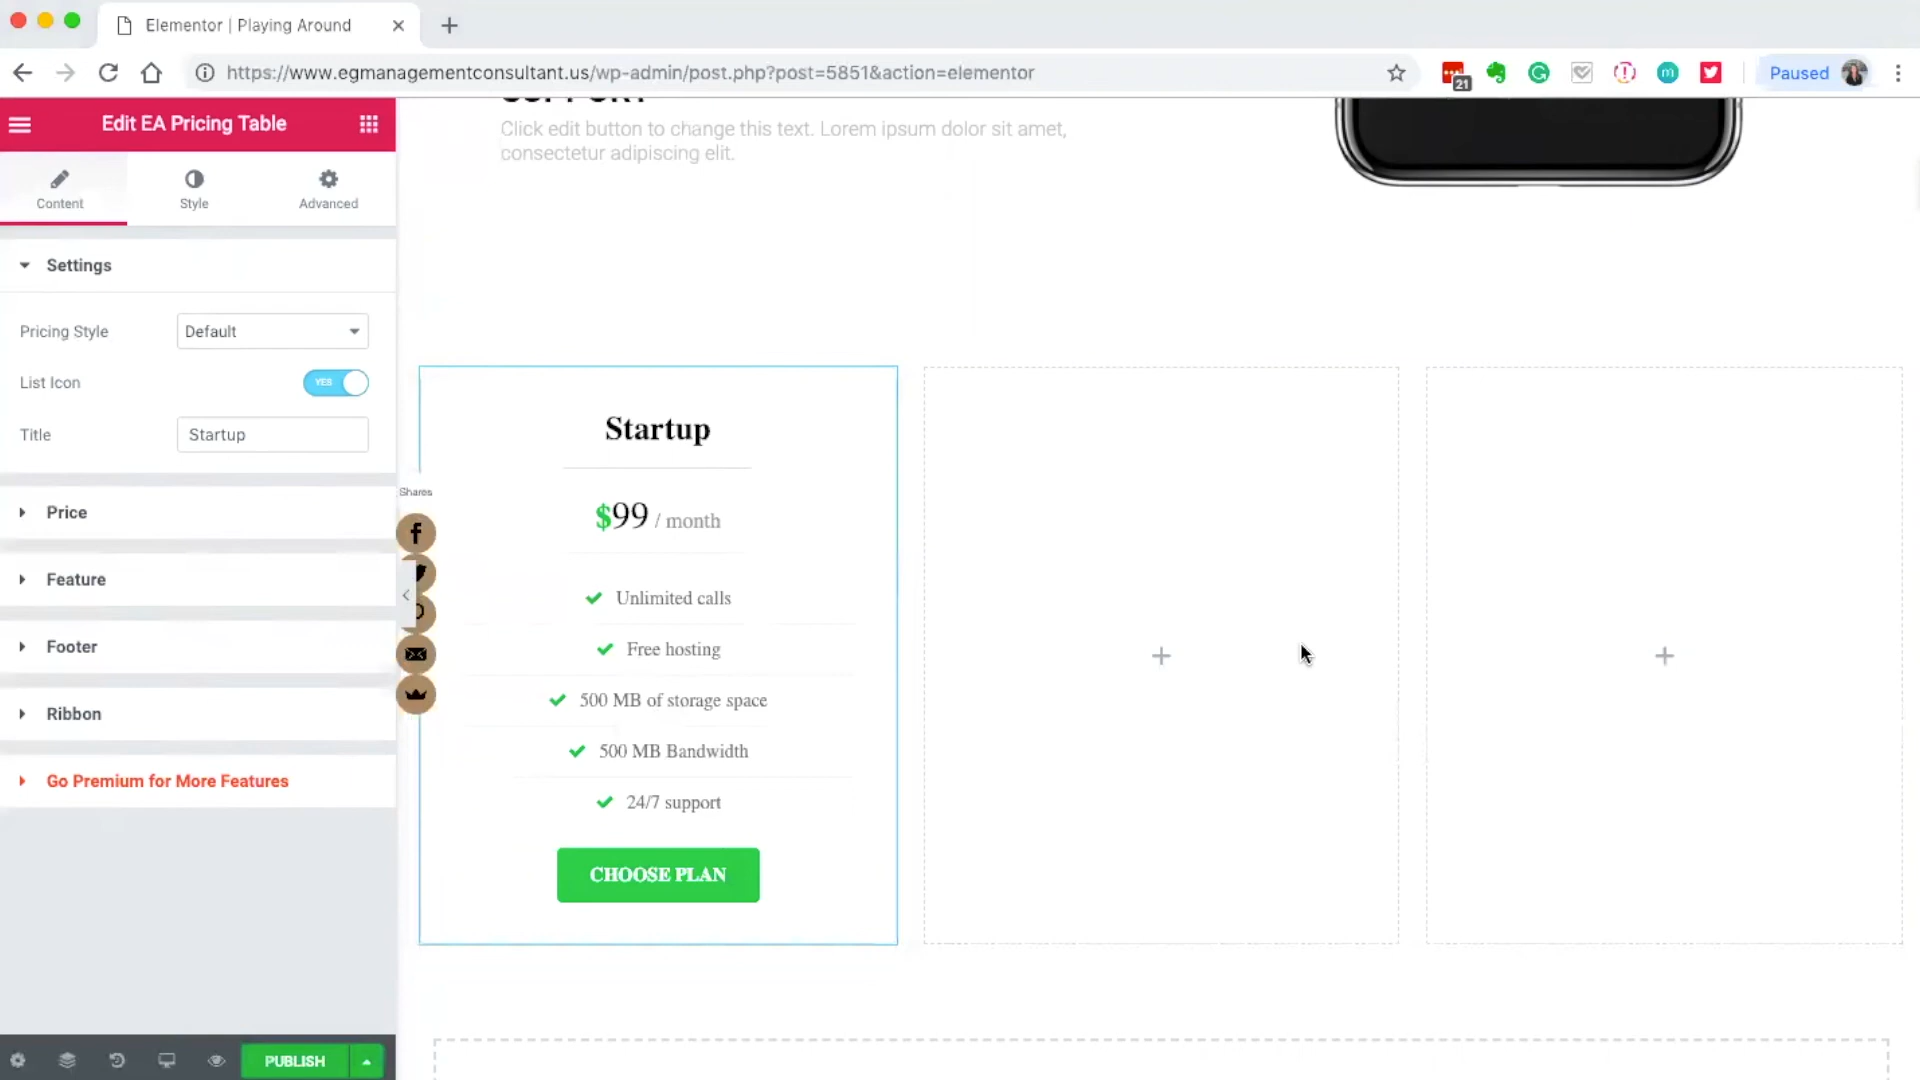 Elementor | Playing Around
https://www.egmanagementconsultant.us/wp-admin/post.php?post=5851&action=elementor
21
Paused
Edit EA Pricing Table
Content
Style
Advanced
Settings
Pricing Style
Default
List Icon
YES
Title
Startup
Price
Feature
Footer
Ribbon
Go Premium for More Features
PUBLISH
SUPPORT
Click edit button to change this text. Lorem ipsum dolor sit amet,
consectetur adipiscing elit.
Shares
Startup
$99 / month
Unlimited calls
Free hosting
500 MB of storage space
500 MB Bandwidth
24/7 support
CHOOSE PLAN